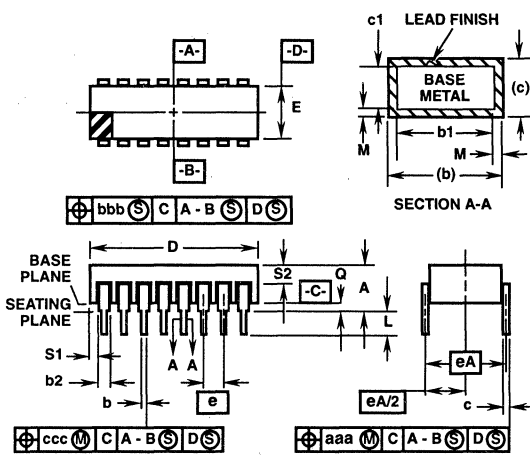 c1
LEAD FINISH
-A-
-D-
BASE
METAL
(c)
E
b1
M
M
-B-
(b)
SECTION A-A
⌖ bbb Ⓢ C A - B Ⓢ D Ⓢ
D
BASE
PLANE
S2
Q
-C-
A
SEATING
PLANE
L
S1
A A
eA
b2
e
eA/2
b
c
⌖ ccc Ⓜ C A - B Ⓢ D Ⓢ
⌖ aaa Ⓜ C A - B Ⓢ D Ⓢ